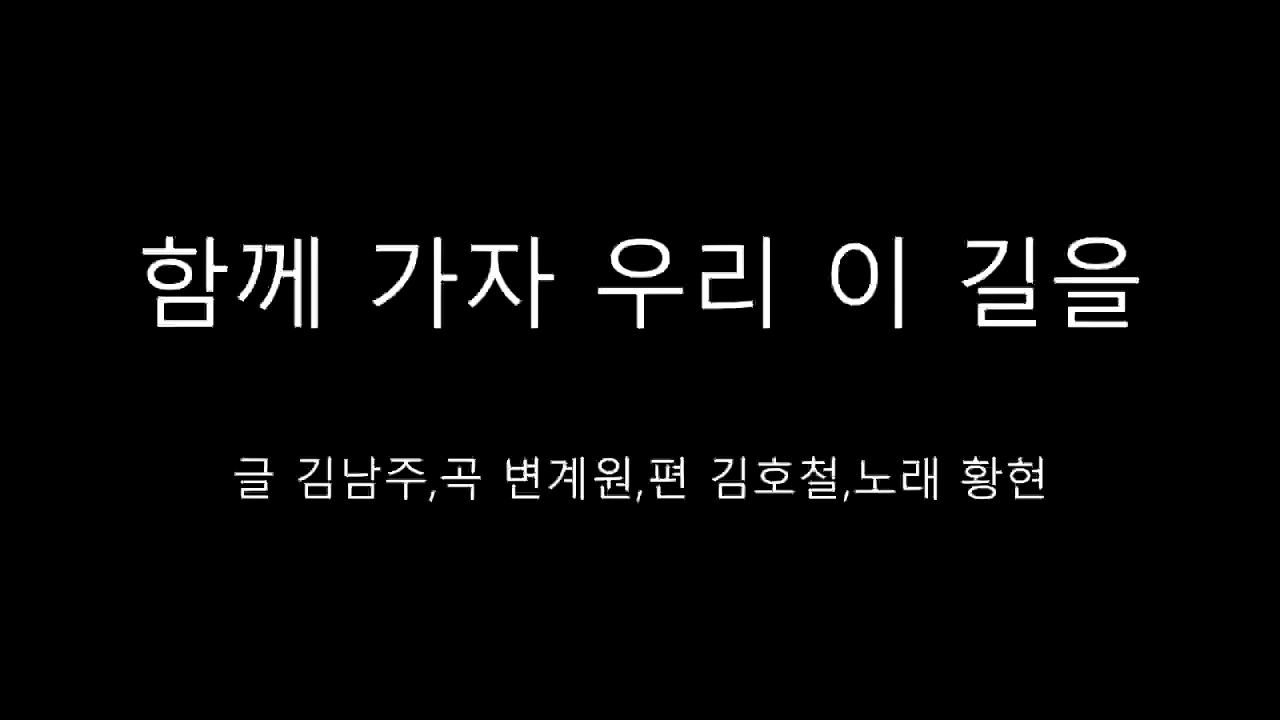 함께 가자 우리 이 길을
글 김남주,곡 변계원,편 김호철,노래 황현